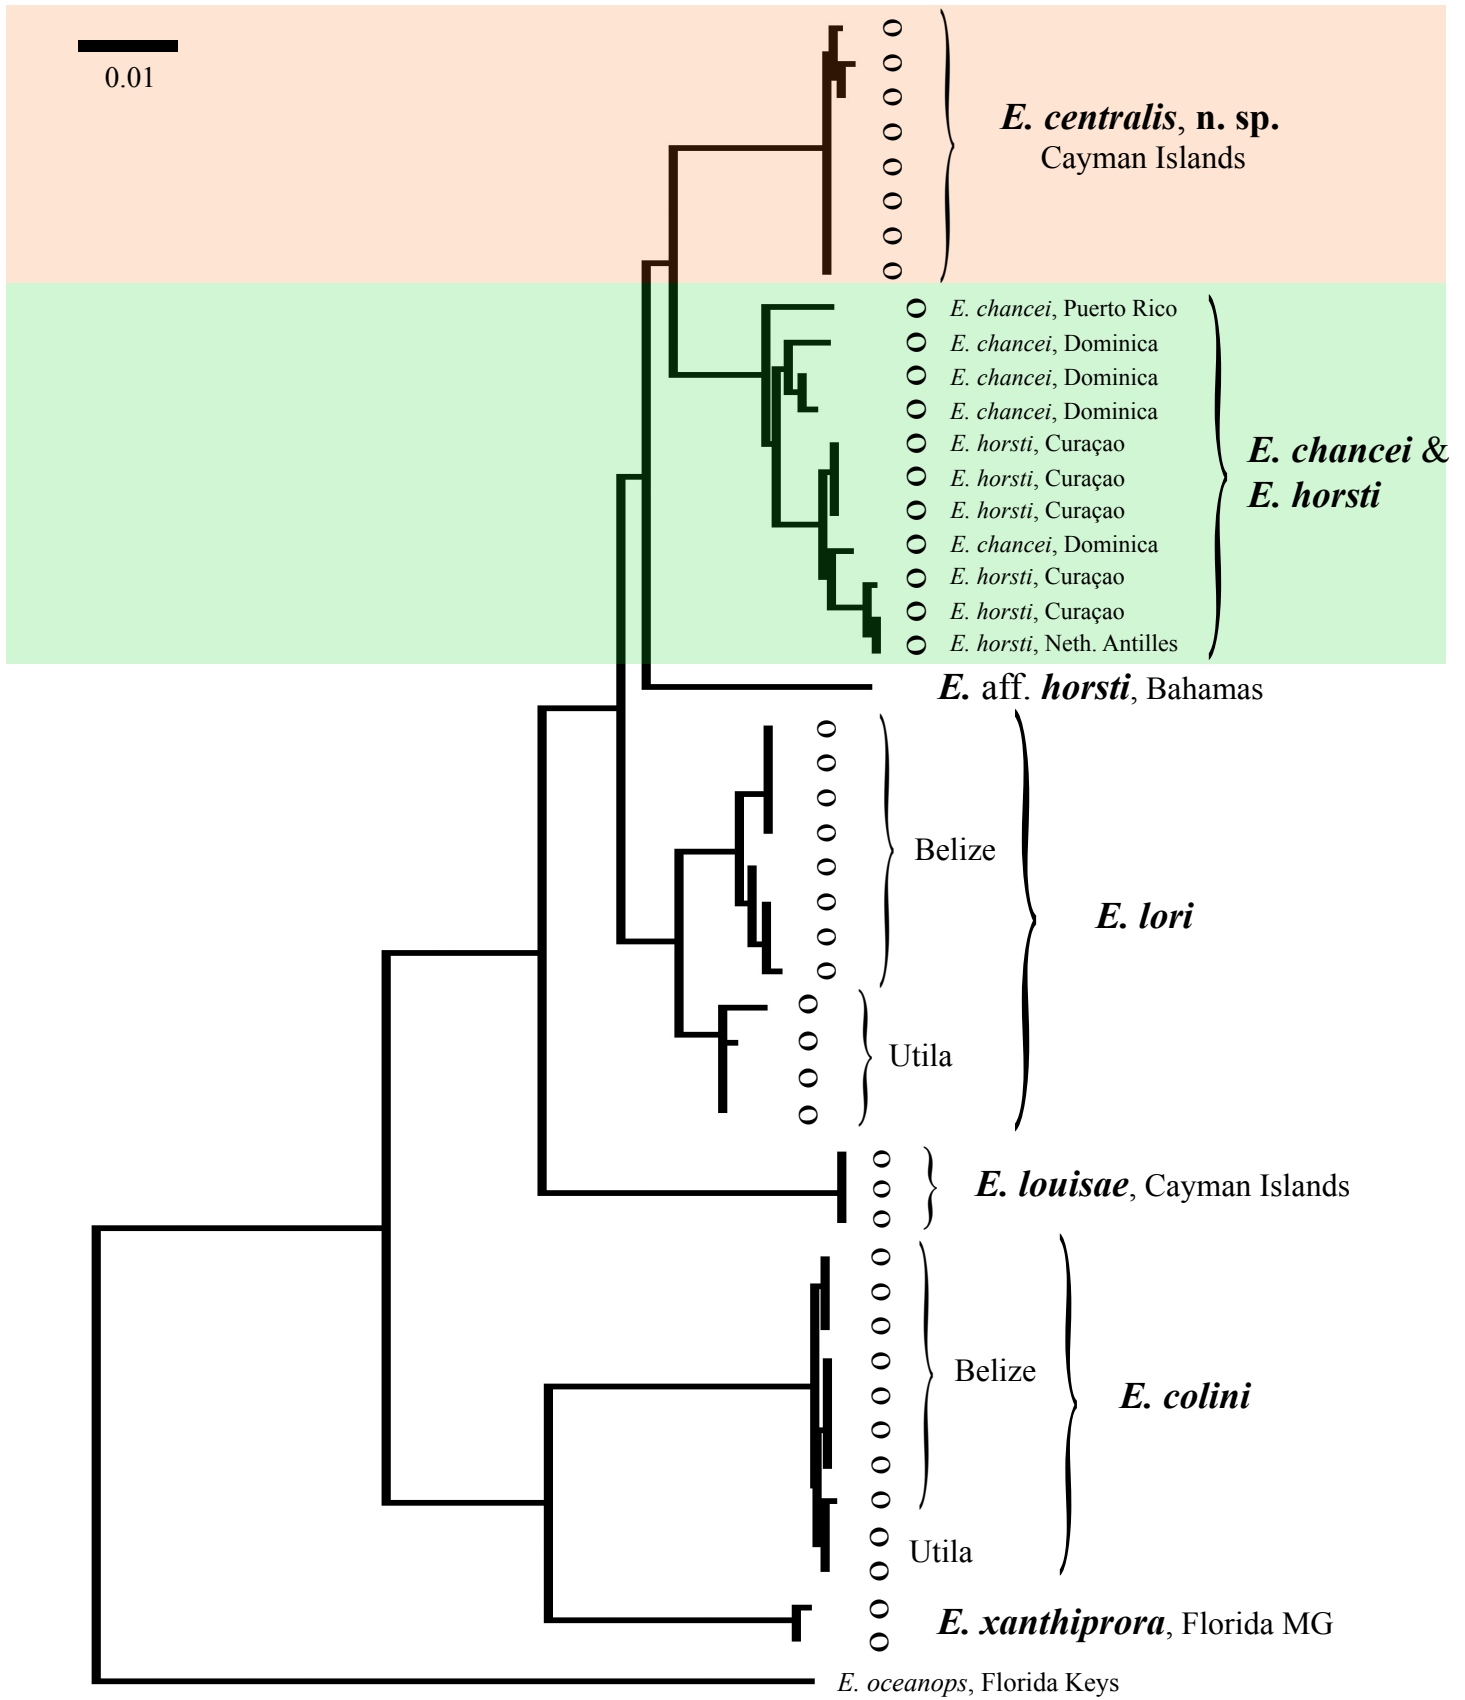 0.01
E. centralis, n. sp.
Cayman Islands
E. chancei, Puerto Rico
E. chancei, Dominica
E. chancei, Dominica
E. chancei, Dominica
E. horsti, Curaçao
E. horsti, Curaçao
E. horsti, Curaçao
E. chancei, Dominica
E. horsti, Curaçao
E. horsti, Curaçao
E. horsti, Neth. Antilles
E. chancei &
E. horsti
E. aff. horsti, Bahamas
Belize
E. lori
Utila
E. louisae, Cayman Islands
Belize
E. colini
Utila
E. xanthiprora, Florida MG
E. oceanops, Florida Keys